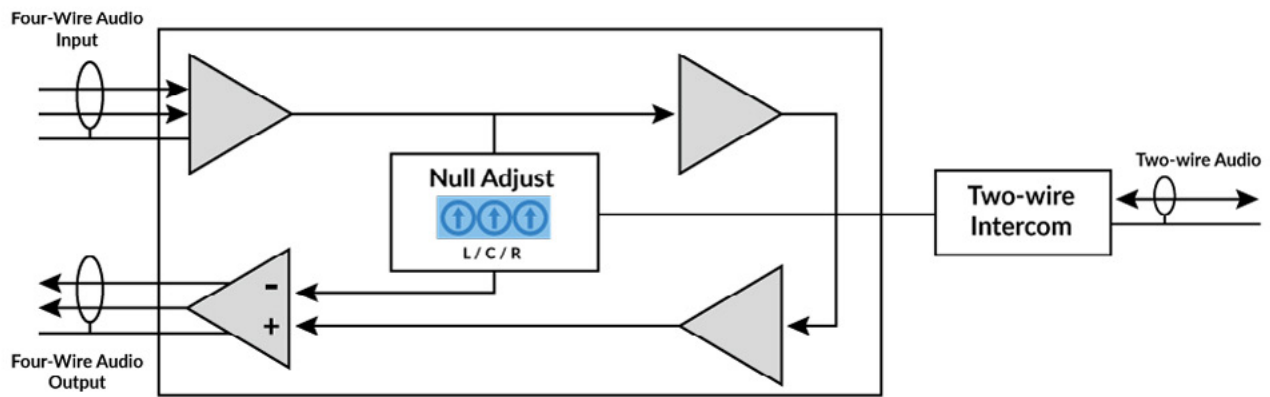 Four-Wire Audio
Input
Null Adjust
L / C / R
Two-wire Audio
Two-wire
Intercom
-
+
Four-Wire Audio
Output